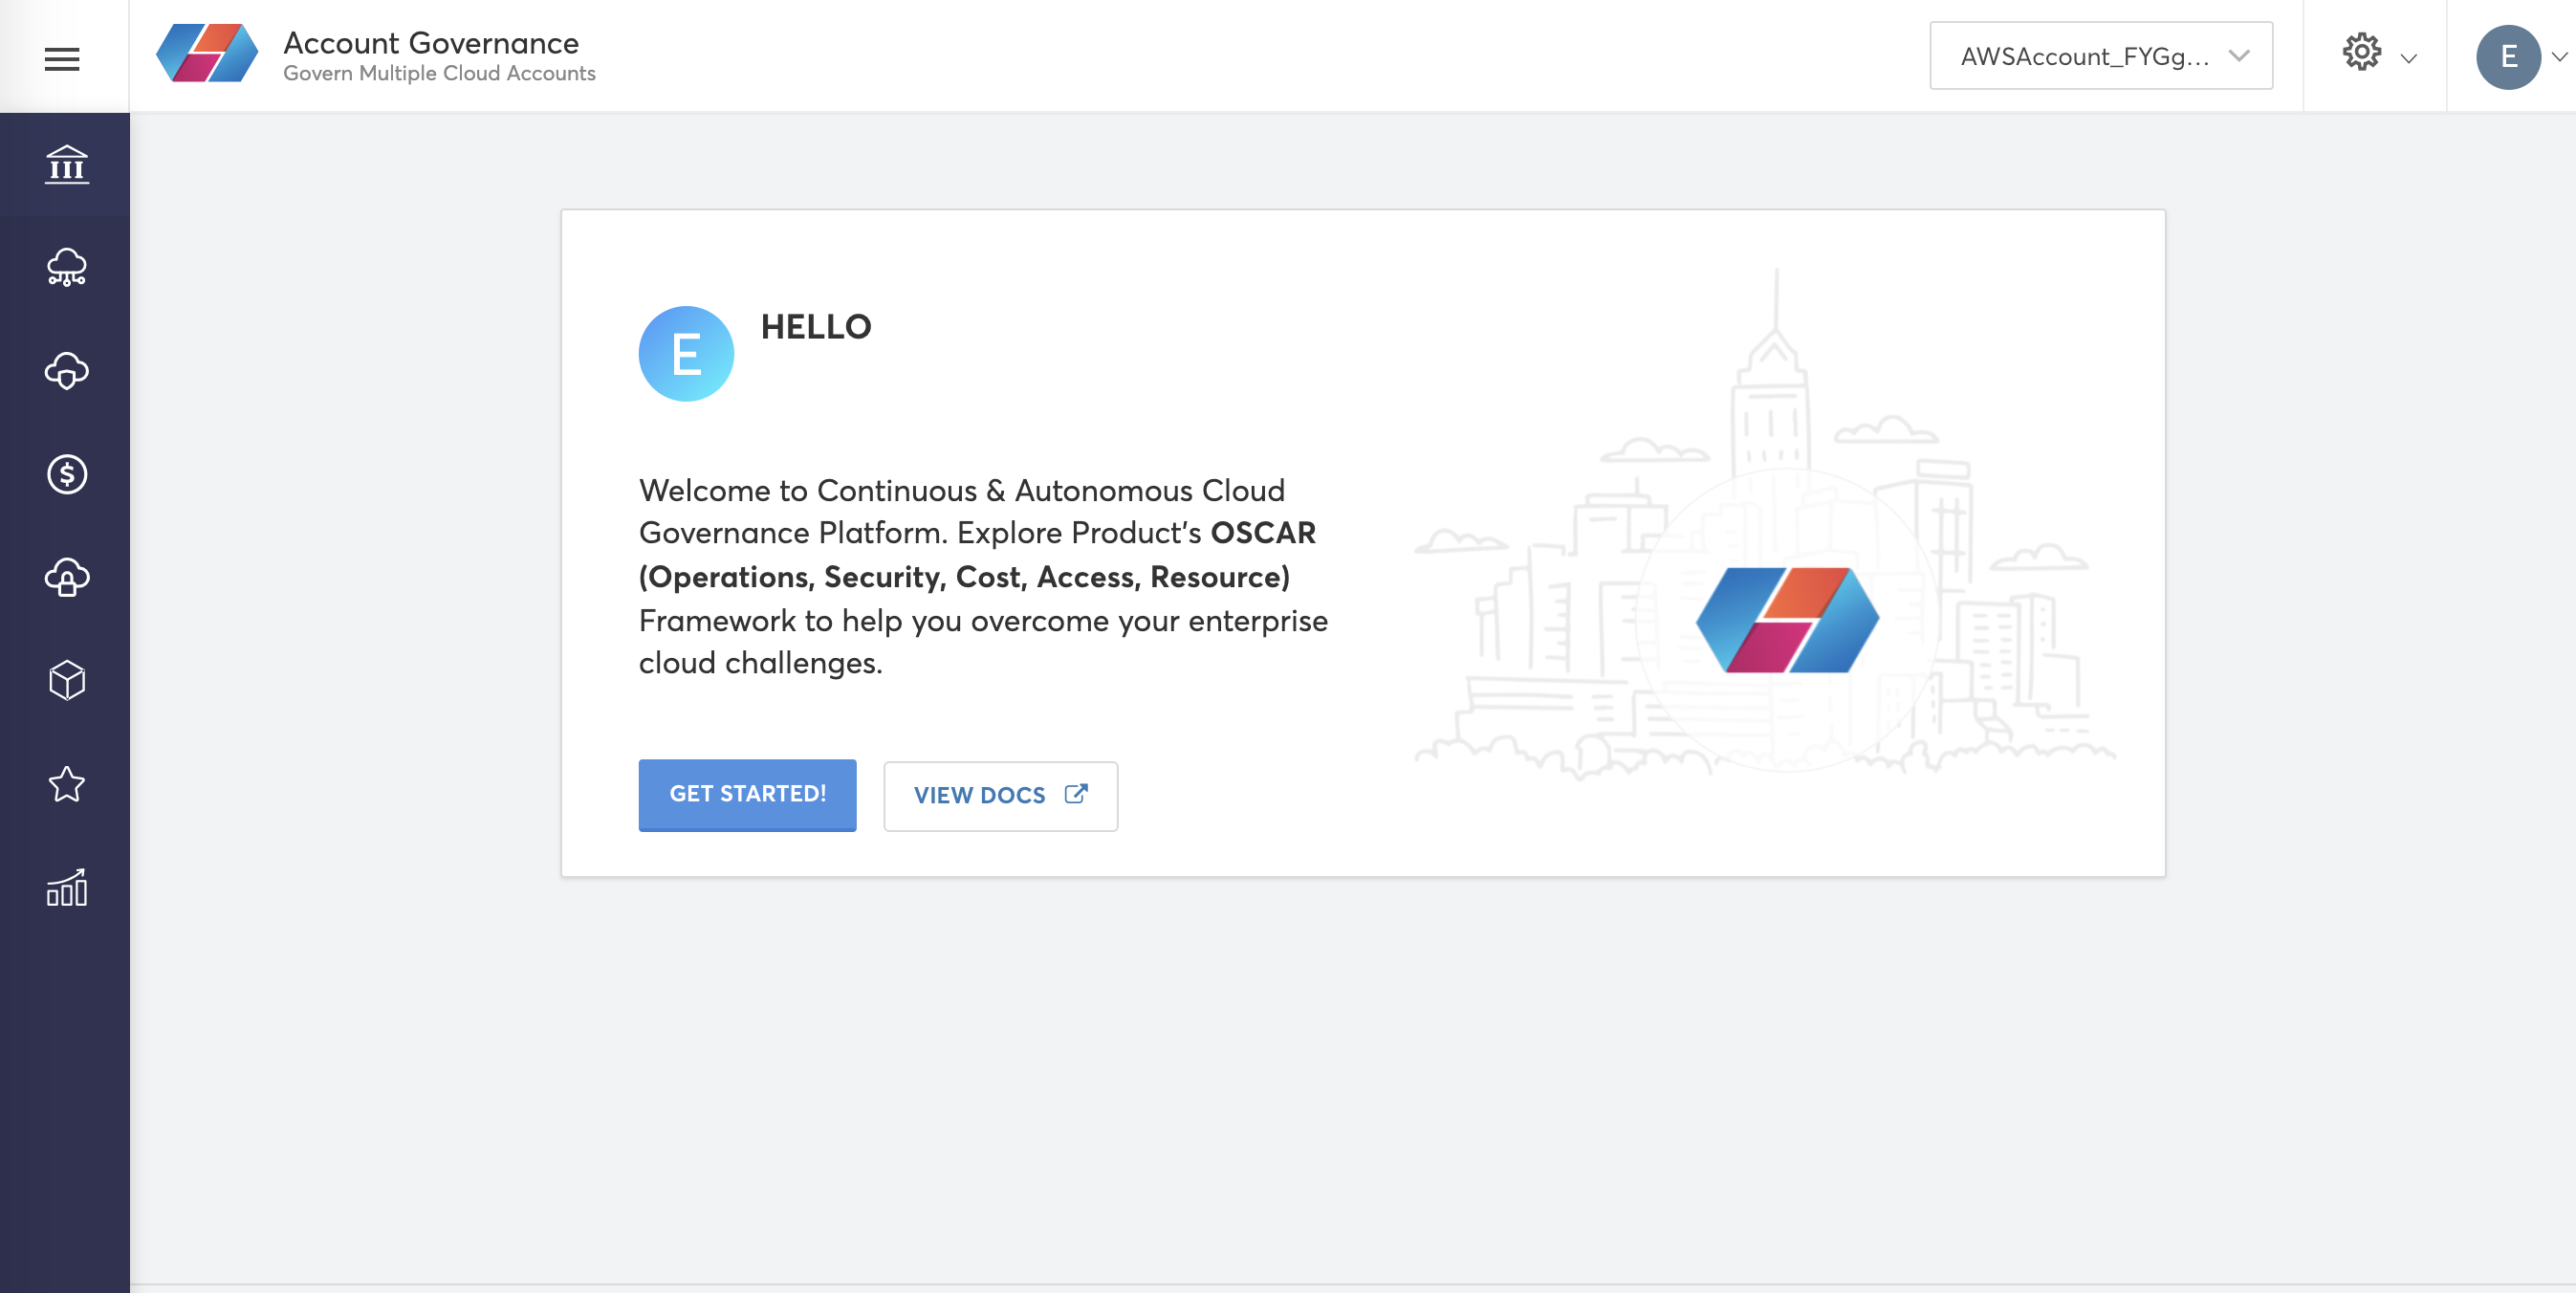 Account Governance
Govern Multiple Cloud Accounts
AWSAccount_FYGg...
E
E
HELLO
Welcome to Continuous & Autonomous Cloud
Governance Platform. Explore Product's OSCAR
(Operations, Security, Cost, Access, Resource)
Framework to help you overcome your enterprise
cloud challenges.
GET STARTED!
VIEW DOCS